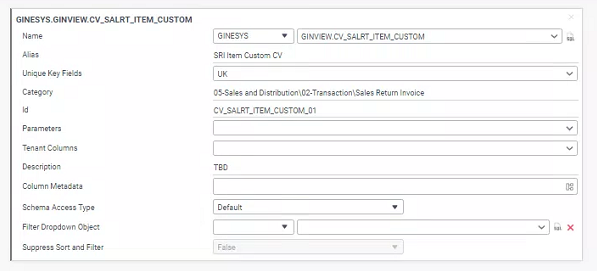 GINESYS.GINVIEW.CV_SALRT_ITEM_CUSTOM
Name GINESYS GINVIEW.CV_SALRT_ITEM_CUSTOM
Alias SRI Item Custom CV
Unique Key Fields UK
Category 05-Sales and Distribution\02-Transaction\Sales Return Invoice
Id CV_SALRT_ITEM_CUSTOM_01
Parameters
Tenant Columns
Description TBD
Column Metadata
Schema Access Type Default
Filter Dropdown Object
Suppress Sort and Filter False